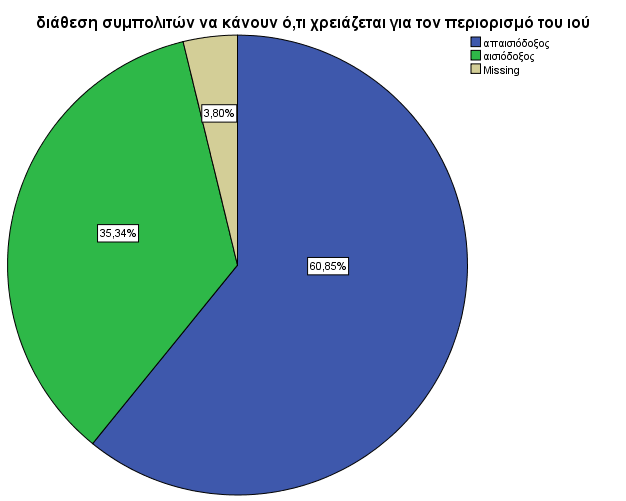 διάθεση συμπολιτών να κάνουν ό,τι χρειάζεται για τον περιορισμό του ιού
απαισιόδοξος
αισιόδοξος
Missing
3,80%
35,34%
60,85%